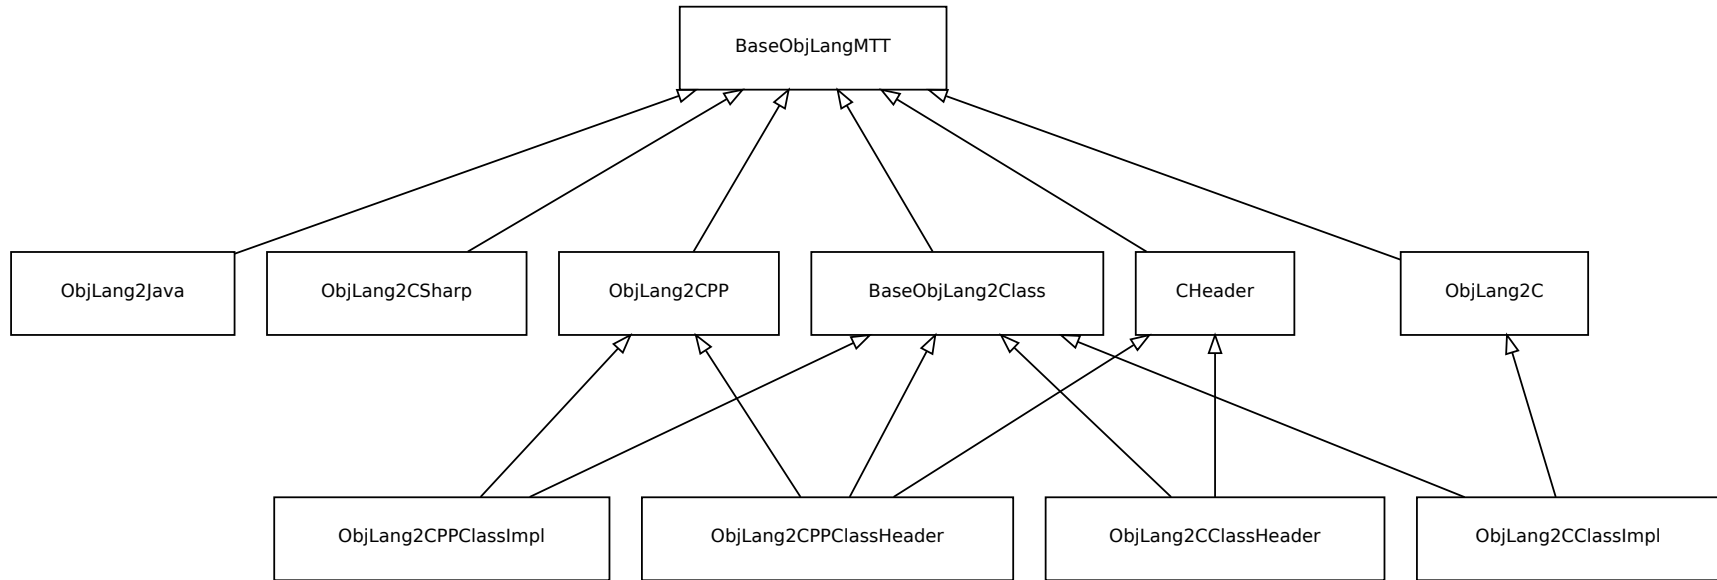 BaseObjLangMTT
ObjLang2Java
ObjLang2CSharp
ObjLang2CPP
BaseObjLang2Class
CHeader
ObjLang2C
ObjLang2CPPClassImpl
ObjLang2CPPClassHeader
ObjLang2CClassHeader
ObjLang2CClassImpl